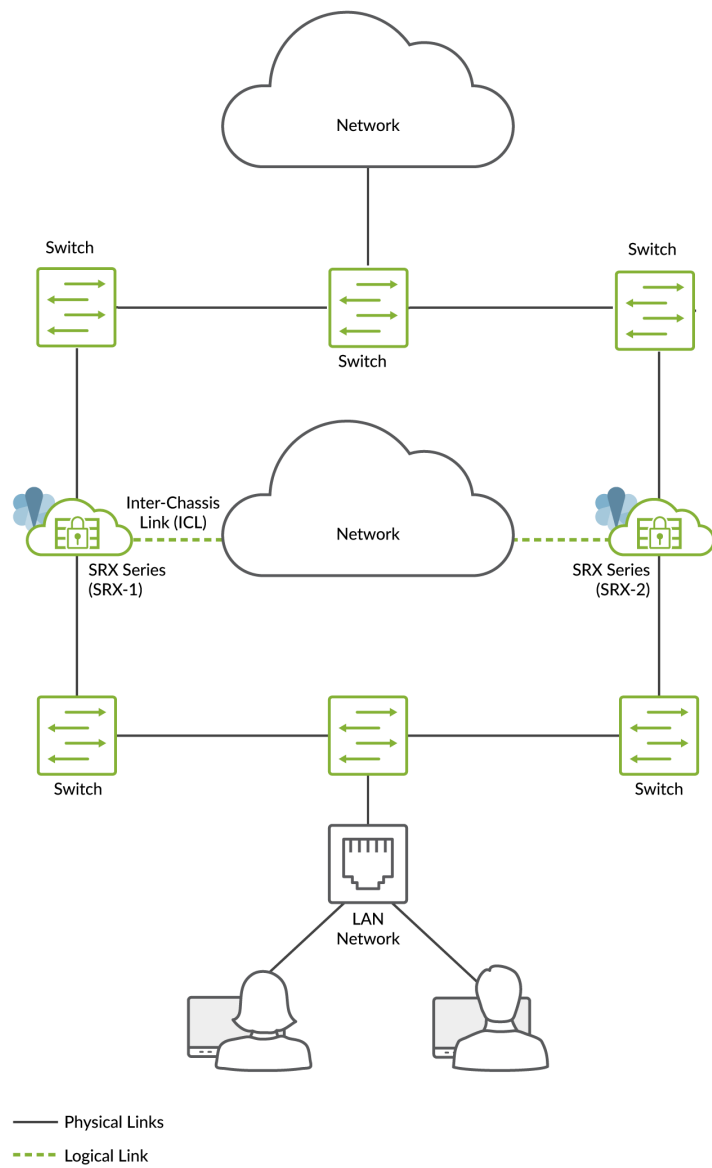 Network
Switch
Switch
Switch
Inter-Chassis
Link (ICL)
Network
SRX Series
(SRX-1)
SRX Series
(SRX-2)
Switch
Switch
LAN
Network
Physical Links
Logical Link